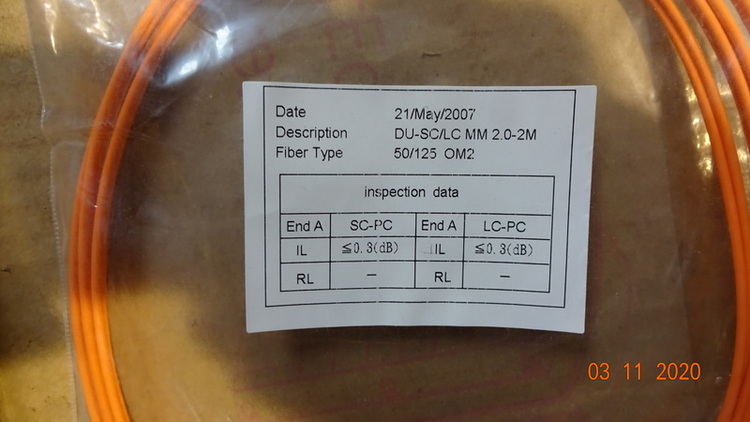 Date 21/May/2007
Description DU-SC/LC MM 2.0-2M
Fiber Type 50/125 OM2
inspection data
End A SC-PC End A LC-PC
IL ≦0.3(dB) IL ≦0.3(dB)
RL — RL —
03 11 2020